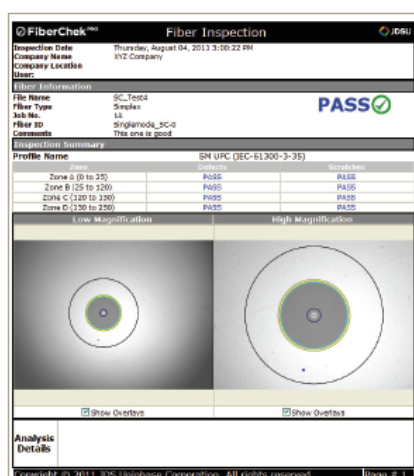 FiberChek PRO Fiber Inspection JDSU
Inspection Date Thursday, August 04, 2011 3:00:22 PM
Company Name XYZ Company
Company Location
User:
Fiber Information
File Name SC_Test4
Fiber Type Simplex
Job No. 11
Fiber ID Singlemode_SC-0
Comments This one is good
PASS
Inspection Summary
Profile Name SM UPC (IEC-61300-3-35)
Zone Defects Scratches
Zone A (0 to 25) PASS PASS
Zone B (25 to 120) PASS PASS
Zone C (120 to 130) PASS PASS
Zone D (130 to 250) PASS PASS
Low Magnification High Magnification
Show Overlays Show Overlays
Analysis
Details
Copyright © 2011 JDS Uniphase Corporation. All rights reserved. Page # 1